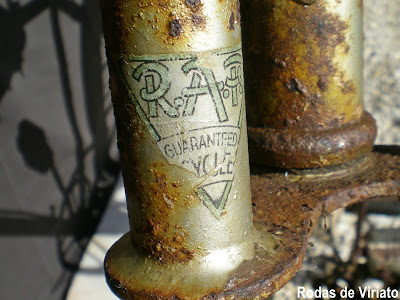 R.A.P.
GUARANTEED
CYCLE
Rodas de Viriato